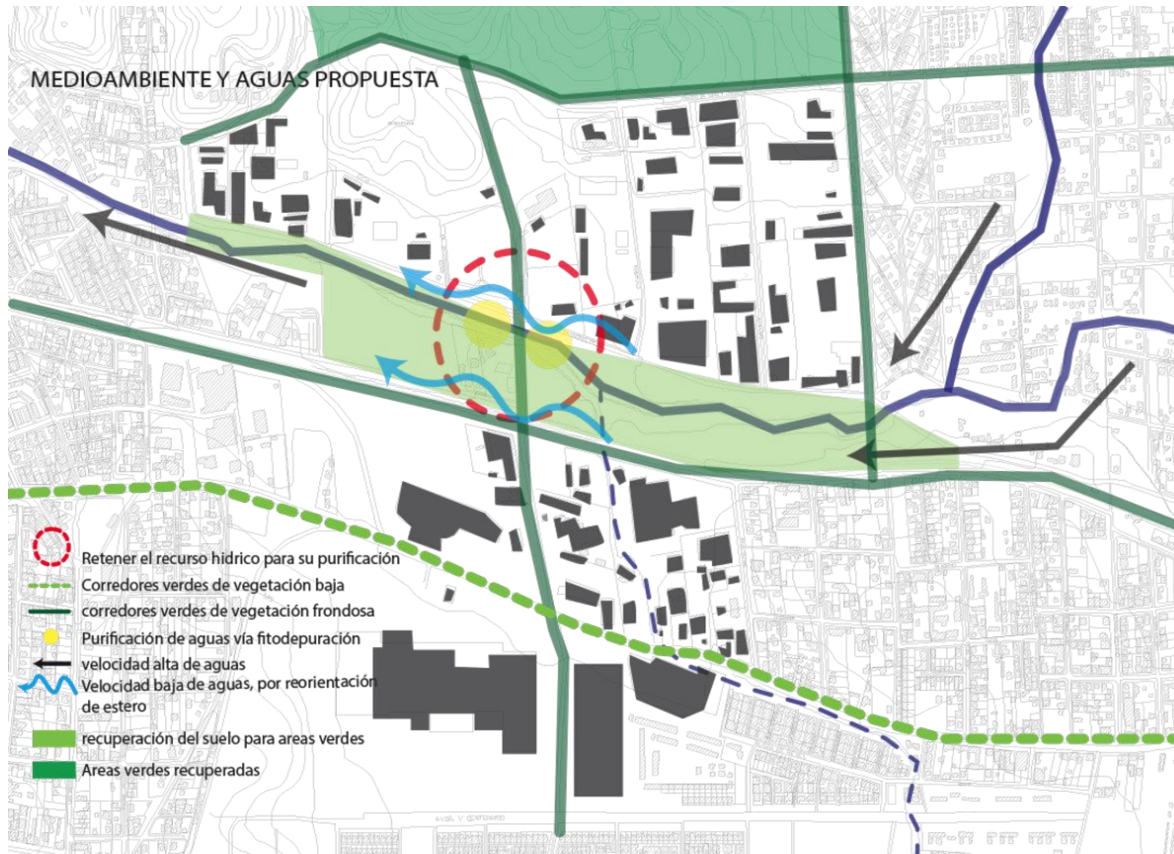 MEDIOAMBIENTE Y AGUAS PROPUESTA
Retener el recurso hídrico para su purificación
Corredores verdes de vegetación baja
corredores verdes de vegetación frondosa
Purificación de aguas vía fitodepuración
velocidad alta de aguas
Velocidad baja de aguas, por reorientación
de estero
recuperación del suelo para areas verdes
Areas verdes recuperadas